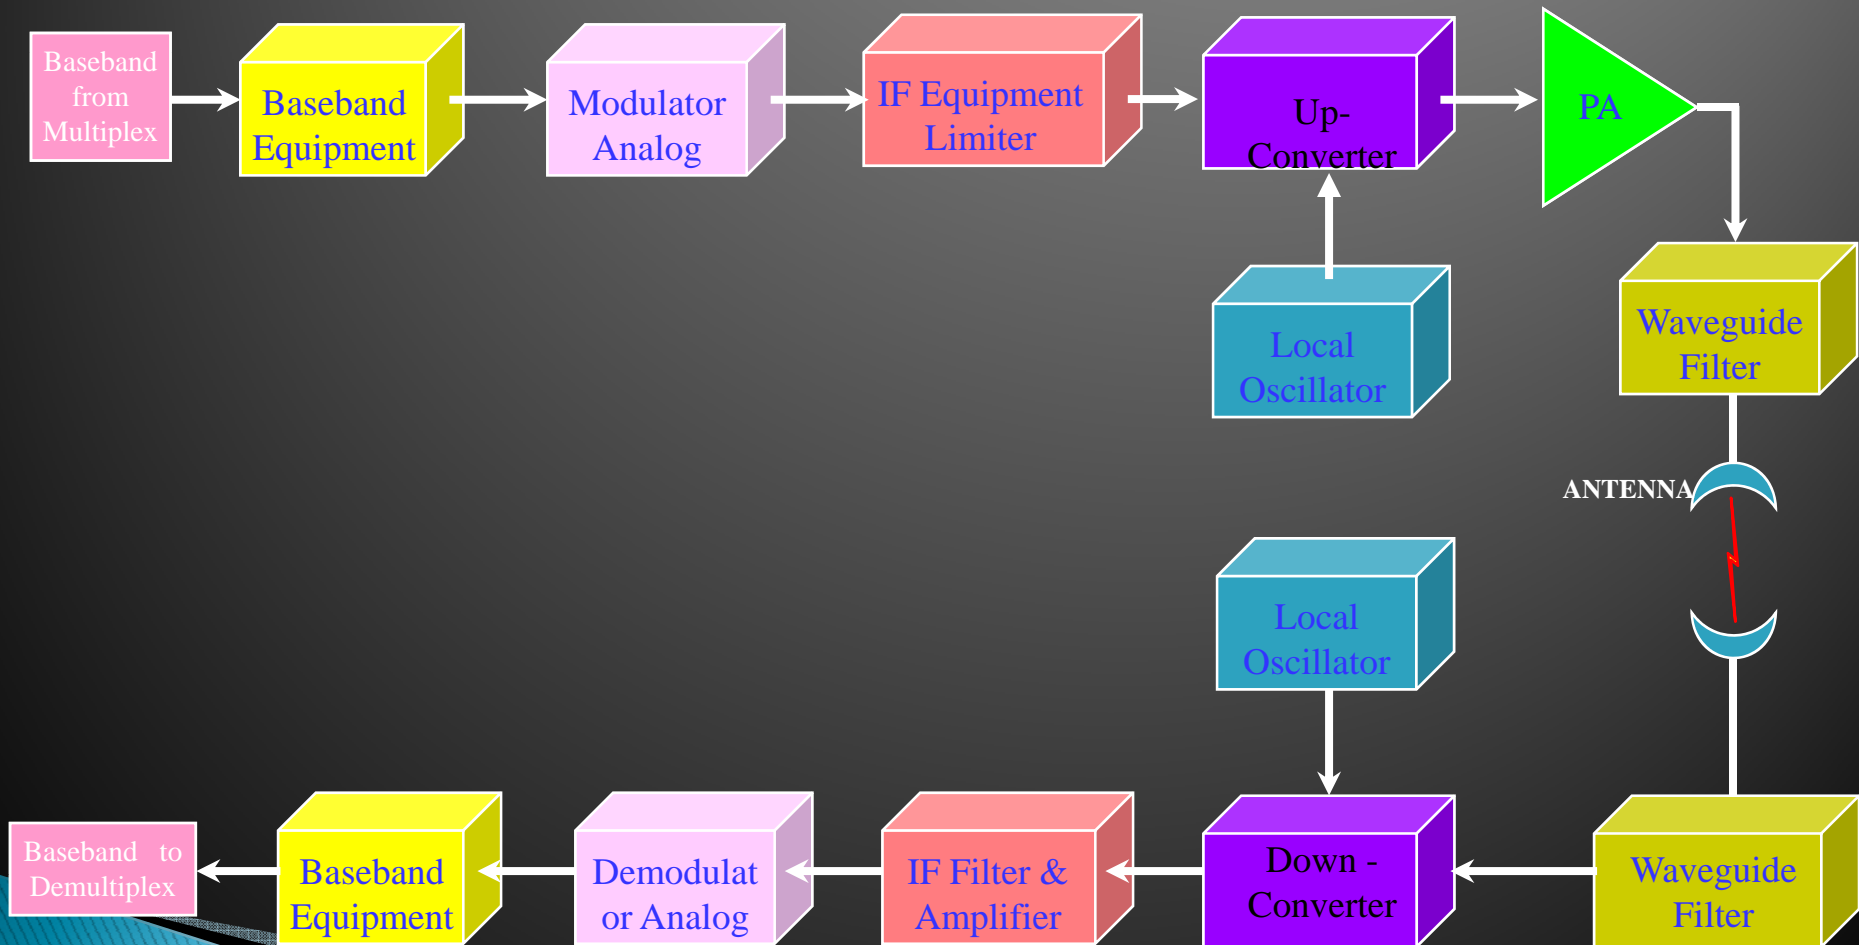 Baseband
from
Multiplex
Baseband
Equipment
Modulator
Analog
IF Equipment
Limiter
Up-
Converter
PA
Local
Oscillator
Waveguide
Filter
ANTENNA
Local
Oscillator
Baseband to
Demultiplex
Baseband
Equipment
Demodulat
or Analog
IF Filter &
Amplifier
Down -
Converter
Waveguide
Filter